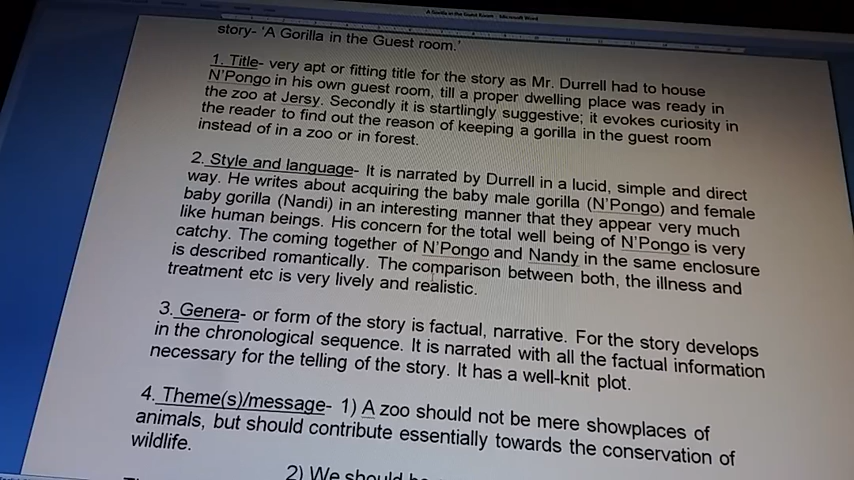 A Gorilla in the Guest Room - Microsoft Word
story- 'A Gorilla in the Guest room.'
1. Title- very apt or fitting title for the story as Mr. Durrell had to house
N'Pongo in his own guest room, till a proper dwelling place was ready in
the zoo at Jersy. Secondly it is startlingly suggestive; it evokes curiosity in
the reader to find out the reason of keeping a gorilla in the guest room
instead of in a zoo or in forest.
2. Style and language- It is narrated by Durrell in a lucid, simple and direct
way. He writes about acquiring the baby male gorilla (N'Pongo) and female
baby gorilla (Nandi) in an interesting manner that they appear very much
like human beings. His concern for the total well being of N'Pongo is very
catchy. The coming together of N'Pongo and Nandy in the same enclosure
is described romantically. The comparison between both, the illness and
treatment etc is very lively and realistic.
3. Genera- or form of the story is factual, narrative. For the story develops
in the chronological sequence. It is narrated with all the factual information
necessary for the telling of the story. It has a well-knit plot.
4. Theme(s)/message- 1) A zoo should not be mere showplaces of
animals, but should contribute essentially towards the conservation of
wildlife.
2) We should